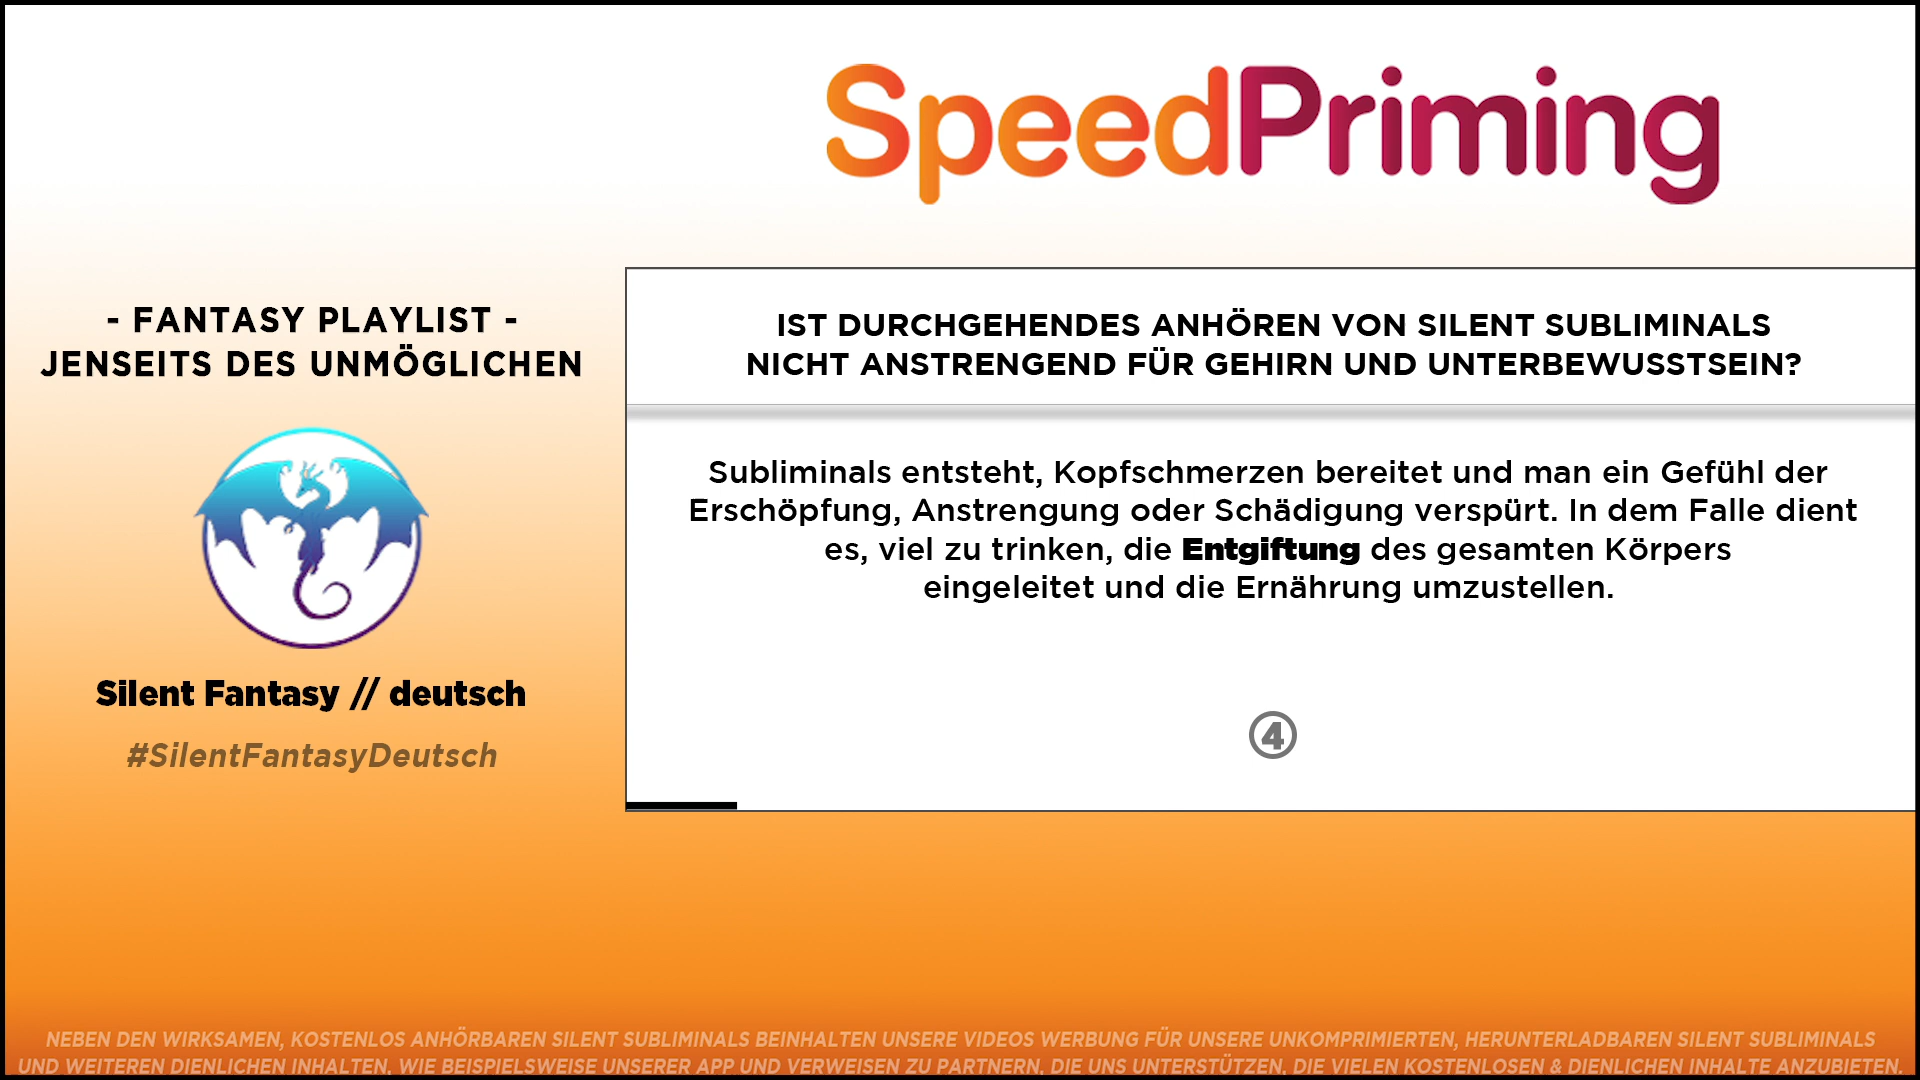 SpeedPriming
- FANTASY PLAYLIST -
JENSEITS DES UNMÖGLICHEN
Silent Fantasy // deutsch
#SilentFantasyDeutsch
IST DURCHGEHENDES ANHÖREN VON SILENT SUBLIMINALS
NICHT ANSTRENGEND FÜR GEHIRN UND UNTERBEWUSSTSEIN?
Subliminals entsteht, Kopfschmerzen bereitet und man ein Gefühl der
Erschöpfung, Anstrengung oder Schädigung verspürt. In dem Falle dient
es, viel zu trinken, die Entgiftung des gesamten Körpers
eingeleitet und die Ernährung umzustellen.
④
NEBEN DEN WIRKSAMEN, KOSTENLOS ANHÖRBAREN SILENT SUBLIMINALS BEINHALTEN UNSERE VIDEOS WERBUNG FÜR UNSERE UNKOMPRIMIERTEN, HERUNTERLADBAREN SILENT SUBLIMINALS
UND WEITEREN DIENLICHEN INHALTEN, WIE BEISPIELSWEISE UNSERER APP UND VERWEISEN ZU PARTNERN, DIE UNS UNTERSTÜTZEN, DIE VIELEN KOSTENLOSEN & DIENLICHEN INHALTE ANZUBIETEN.